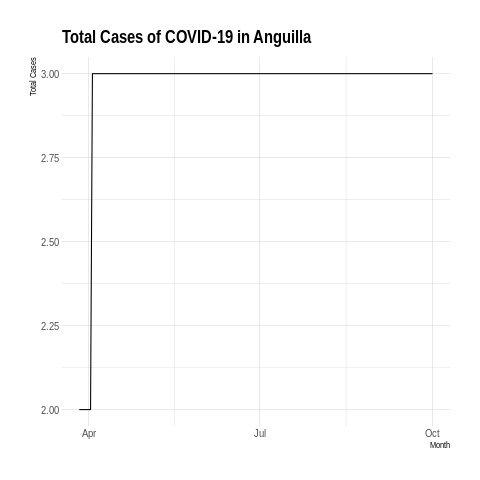 Total Cases of COVID-19 in Anguilla
Total Cases
3.00
2.75
2.50
2.25
2.00
Apr
Jul
Oct
Month